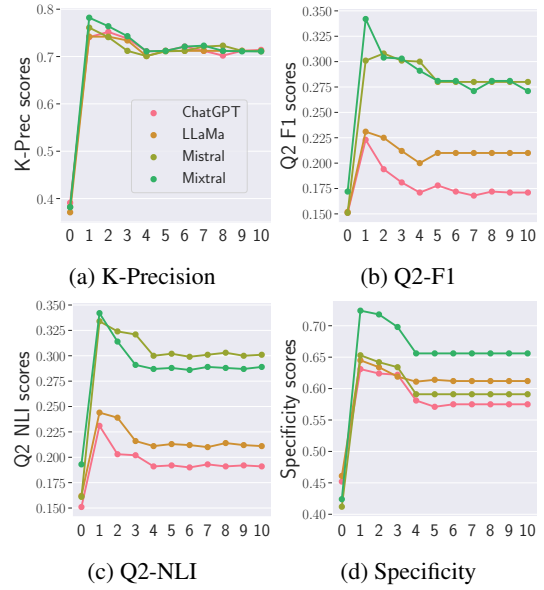 K-Prec scores
0.8
0.7
0.4
ChatGPT
LLaMa
Mistral
Mixtral
0 1 2 3 4 5 6 7 8 9 10
(a) K-Precision
Q2 F1 scores
0.350
0.300
0.275
0.250
0.225
0.200
0.175
0.150
0 1 2 3 4 5 6 7 8 9 10
(b) Q2-F1
Q2 NLI scores
0.350
0.325
0.300
0.275
0.250
0.225
0.200
0.175
0.150
0 1 2 3 4 5 6 7 8 9 10
(c) Q2-NLI
Specificity scores
0.70
0.65
0.60
0.55
0.50
0.45
0.40
0 1 2 3 4 5 6 7 8 9 10
(d) Specificity